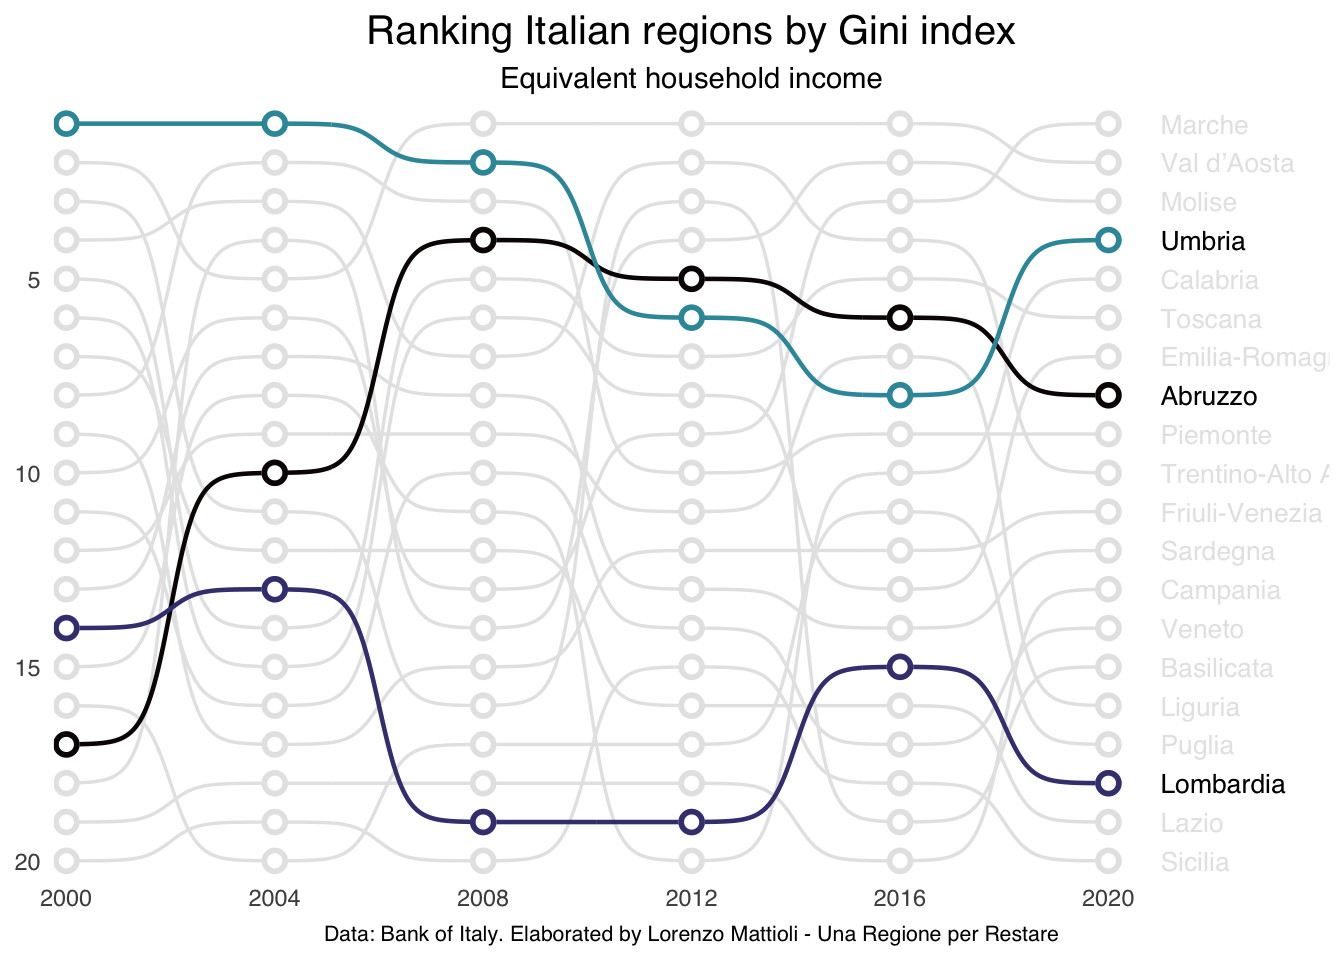 Ranking Italian regions by Gini index
Equivalent household income
Marche
Val d’Aosta
Molise
Umbria
5
Calabria
Toscana
Emilia-Romag
Abruzzo
Piemonte
10
Trentino-Alto A
Friuli-Venezia
Sardegna
Campania
Veneto
15
Basilicata
Liguria
Puglia
Lombardia
Lazio
20
Sicilia
2000 2004 2008 2012 2016 2020
Data: Bank of Italy. Elaborated by Lorenzo Mattioli - Una Regione per Restare